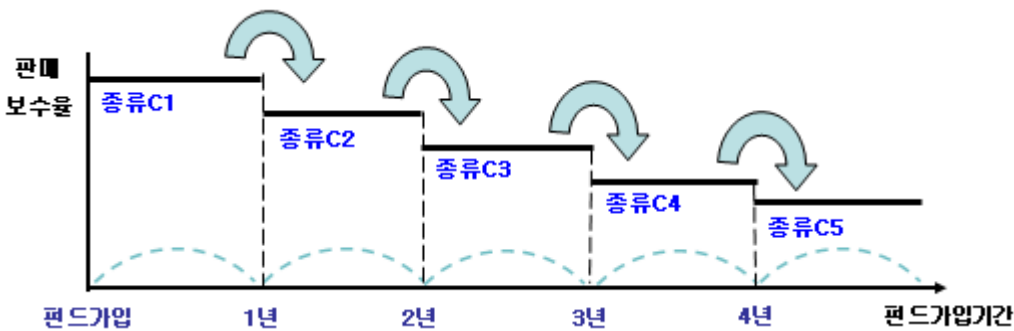 판매
보수율
종류C1
종류C2
종류C3
종류C4
종류C5
펀드가입
1년
2년
3년
4년
펀드가입기간